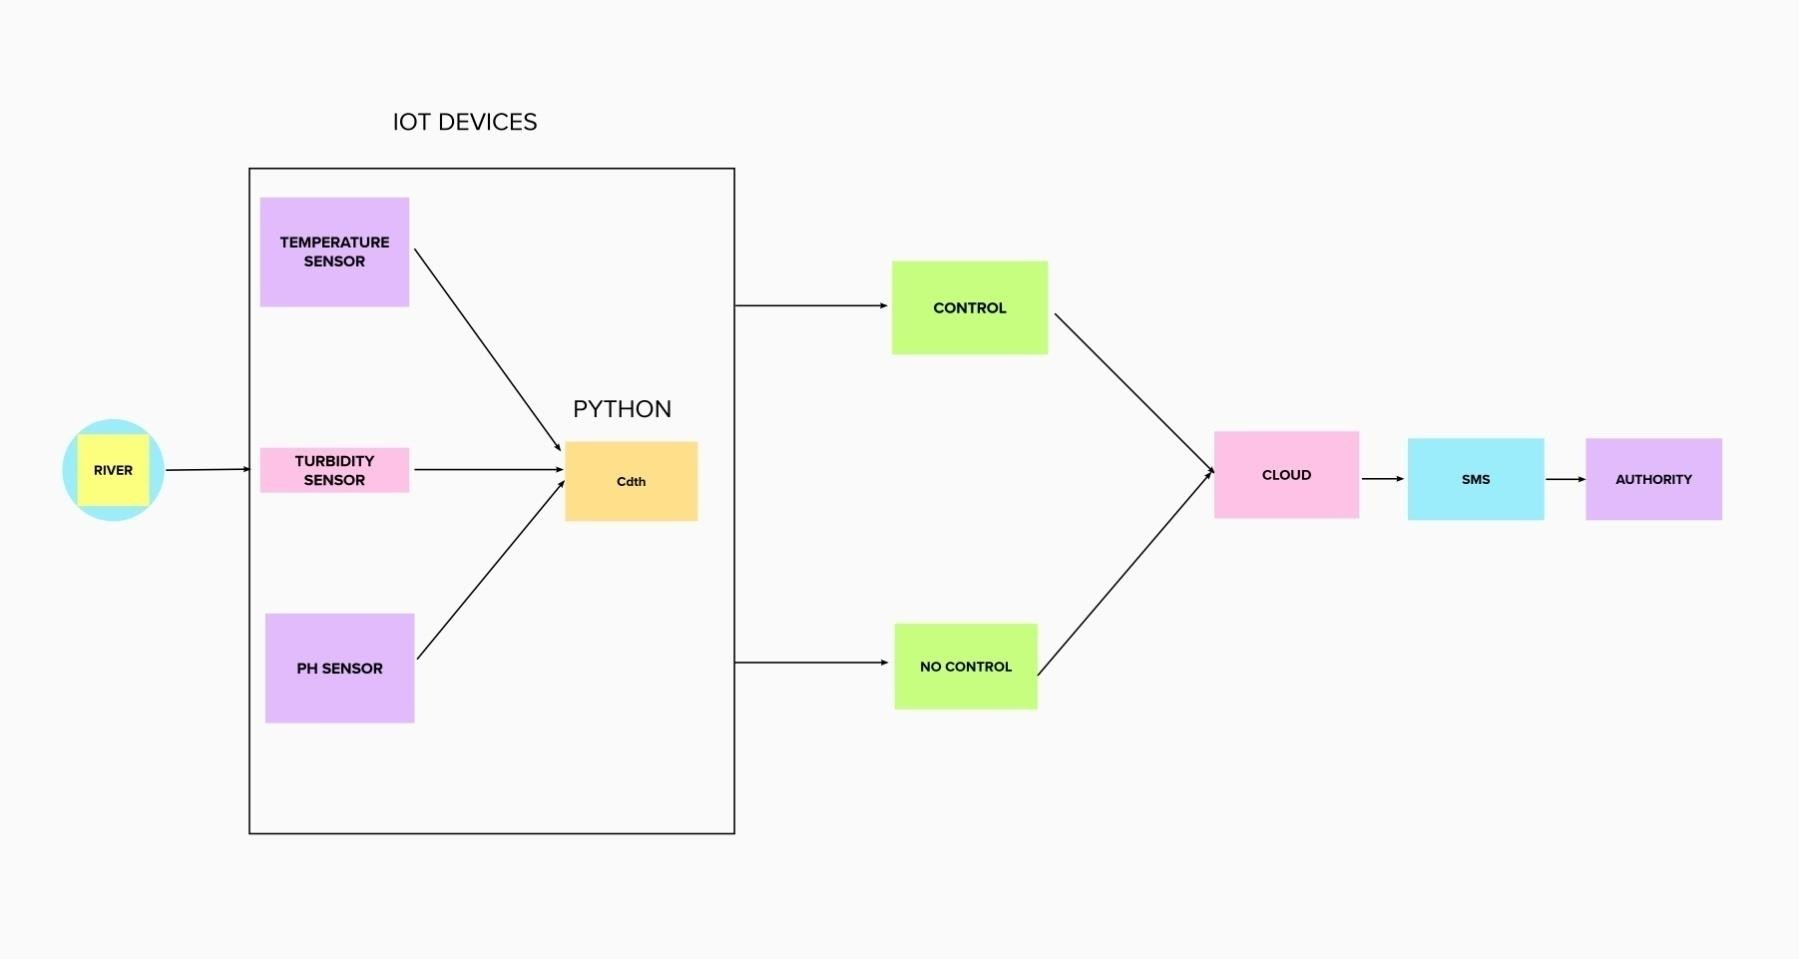 IOT DEVICES
TEMPERATURE
SENSOR
CONTROL
PYTHON
RIVER
TURBIDITY
SENSOR
Cdth
CLOUD
SMS
AUTHORITY
PH SENSOR
NO CONTROL